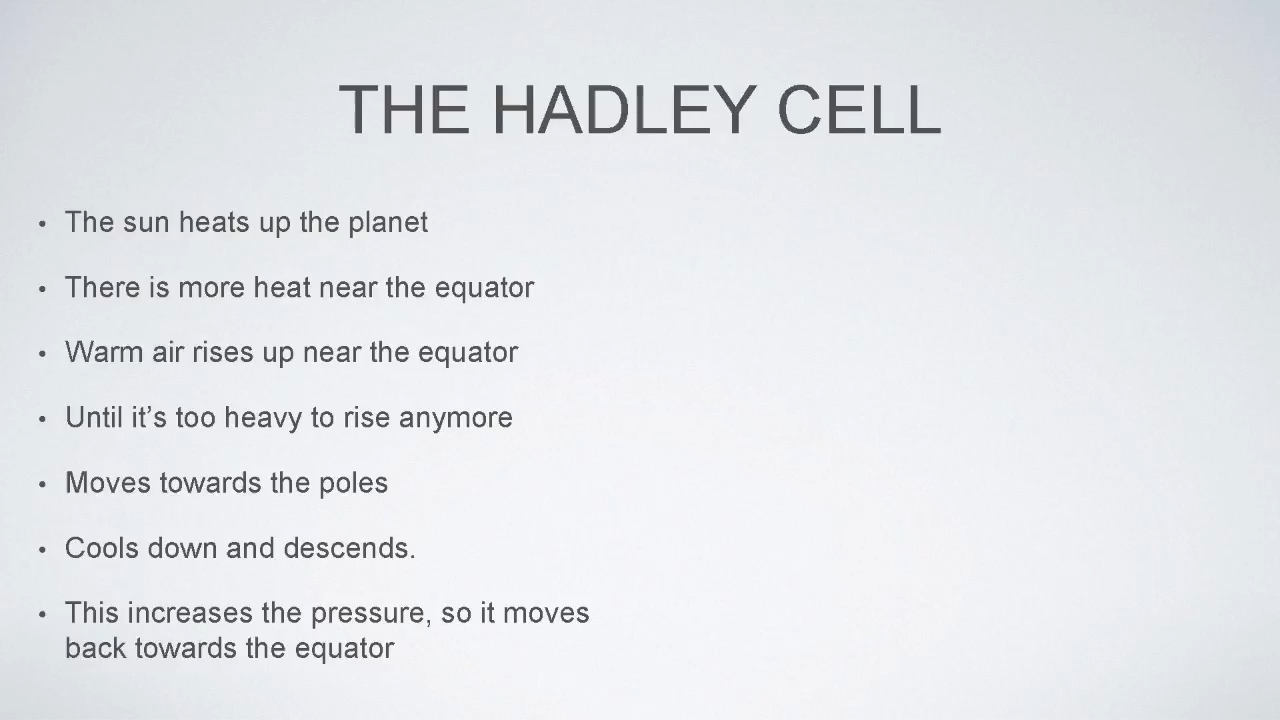 THE HADLEY CELL
• The sun heats up the planet
• There is more heat near the equator
• Warm air rises up near the equator
• Until it’s too heavy to rise anymore
• Moves towards the poles
• Cools down and descends.
• This increases the pressure, so it moves
back towards the equator